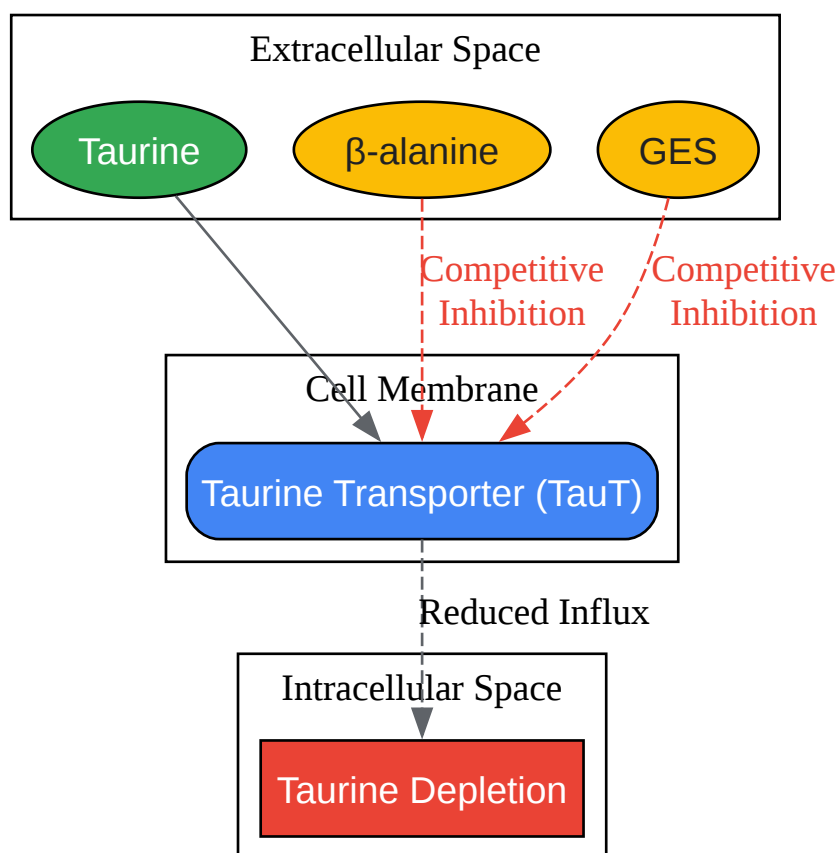 Extracellular Space
Taurine
β-alanine
GES
Competitive
Inhibition
Competitive
Inhibition
Cell Membrane
Taurine Transporter (TauT)
Reduced Influx
Intracellular Space
Taurine Depletion